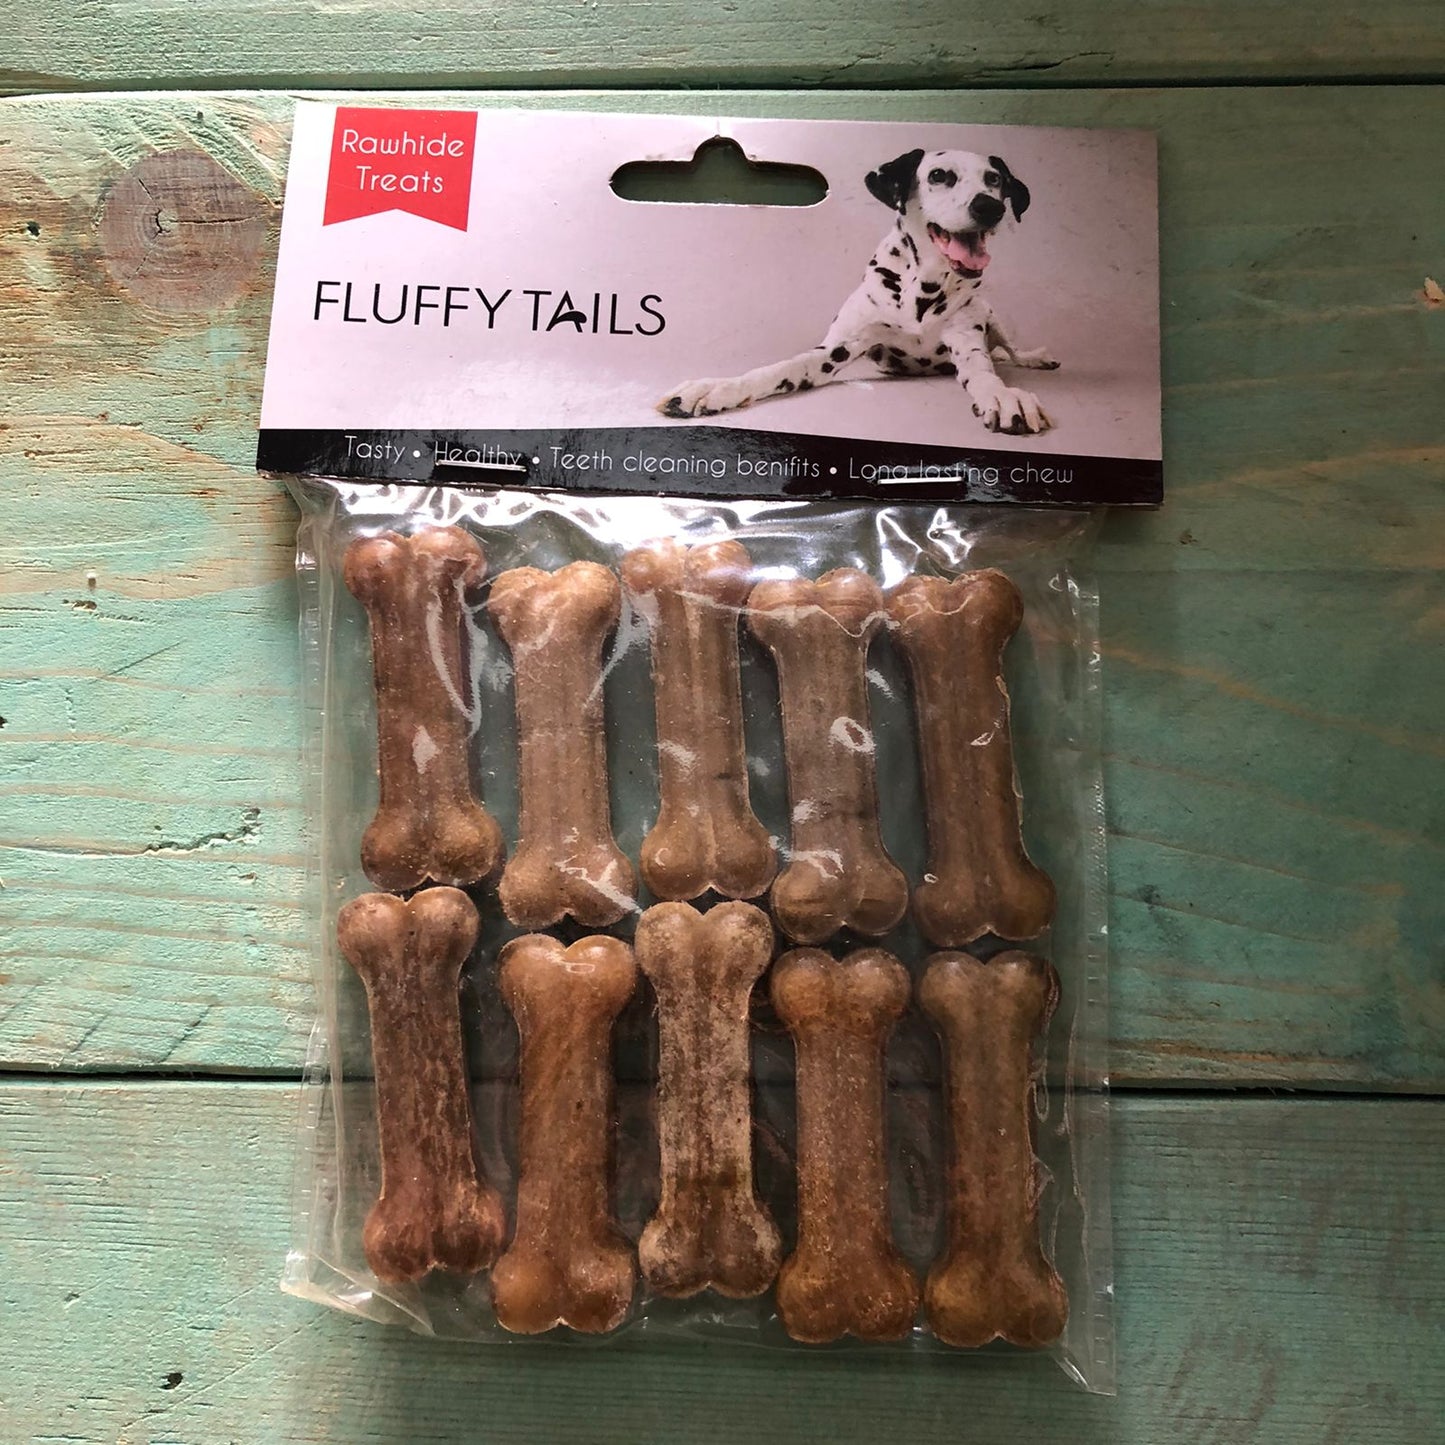 Rawhide
Treats
FLUFFY TAILS
Tasty • Healthy • Teeth cleaning benifits • Long lasting chew